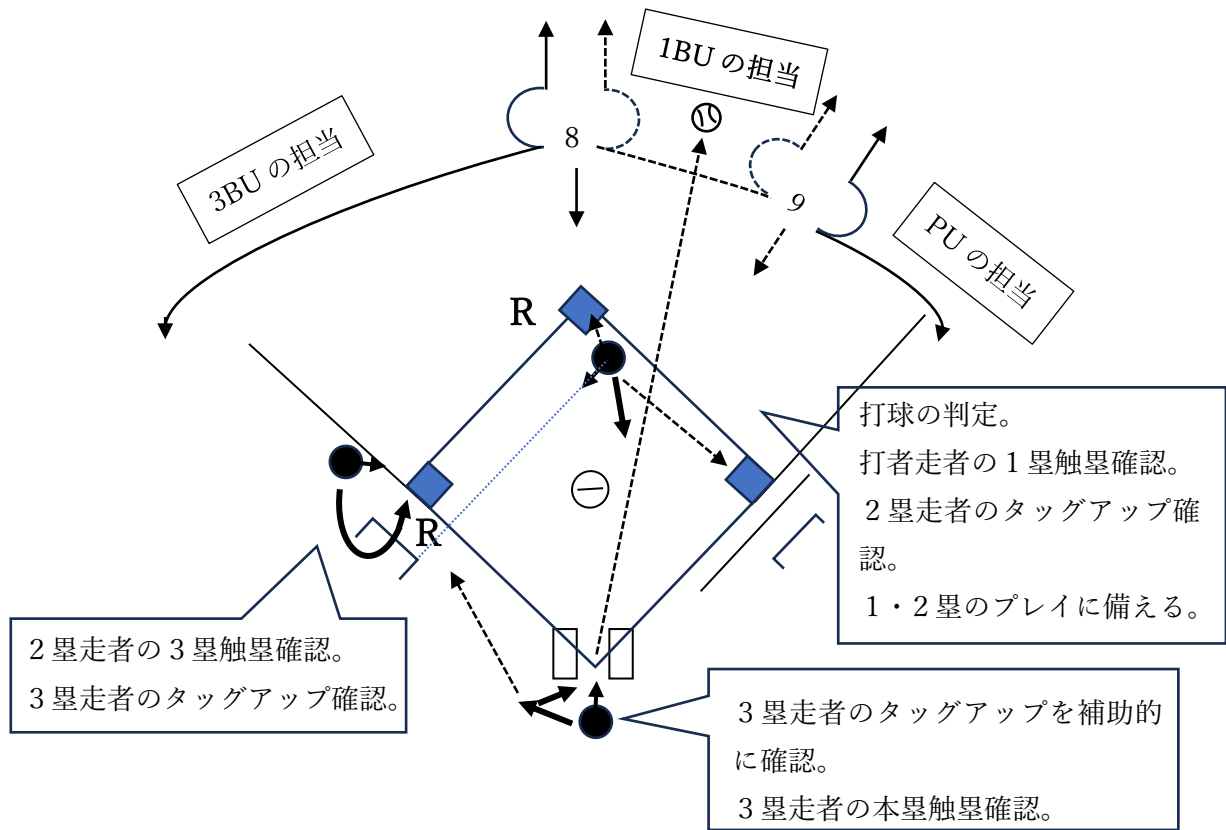 1BU の担当
3BU の担当
8
9
PU の担当
R
R
打球の判定。
打者走者の１塁触塁確認。
２塁走者のタッグアップ確
認。
１・２塁のプレイに備える。
２塁走者の３塁触塁確認。
３塁走者のタッグアップ確認。
３塁走者のタッグアップを補助的
に確認。
３塁走者の本塁触塁確認。